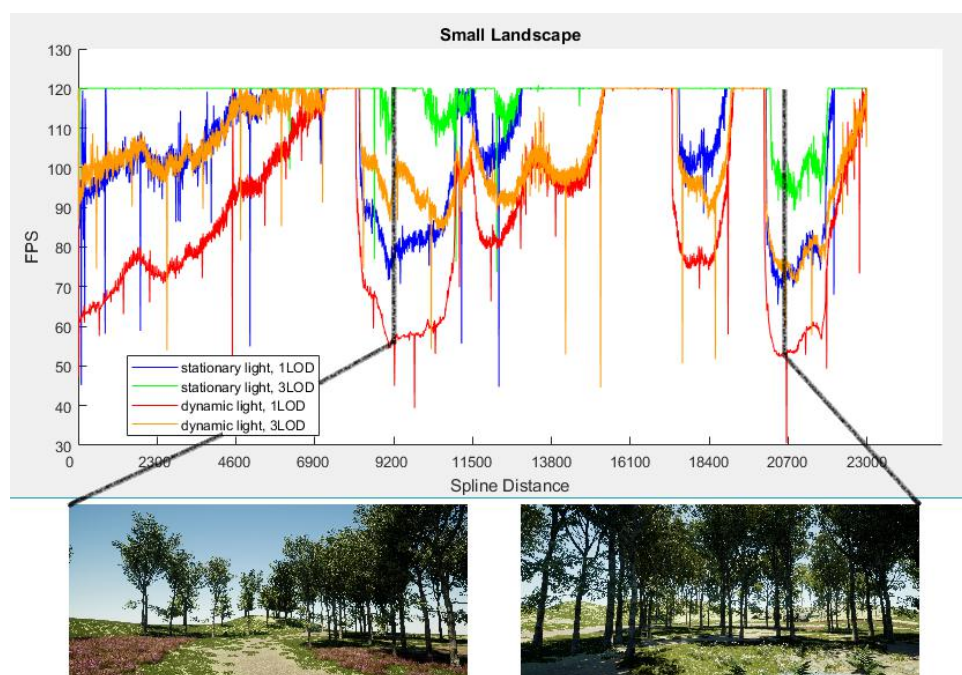 Small Landscape
130
120
110
100
90
80
70
60
50
40
30
FPS
stationary light, 1LOD
stationary light, 3LOD
dynamic light, 1LOD
dynamic light, 3LOD
0 2300 4600 6900 9200 11500 13800 16100 18400 20700 23000
Spline Distance